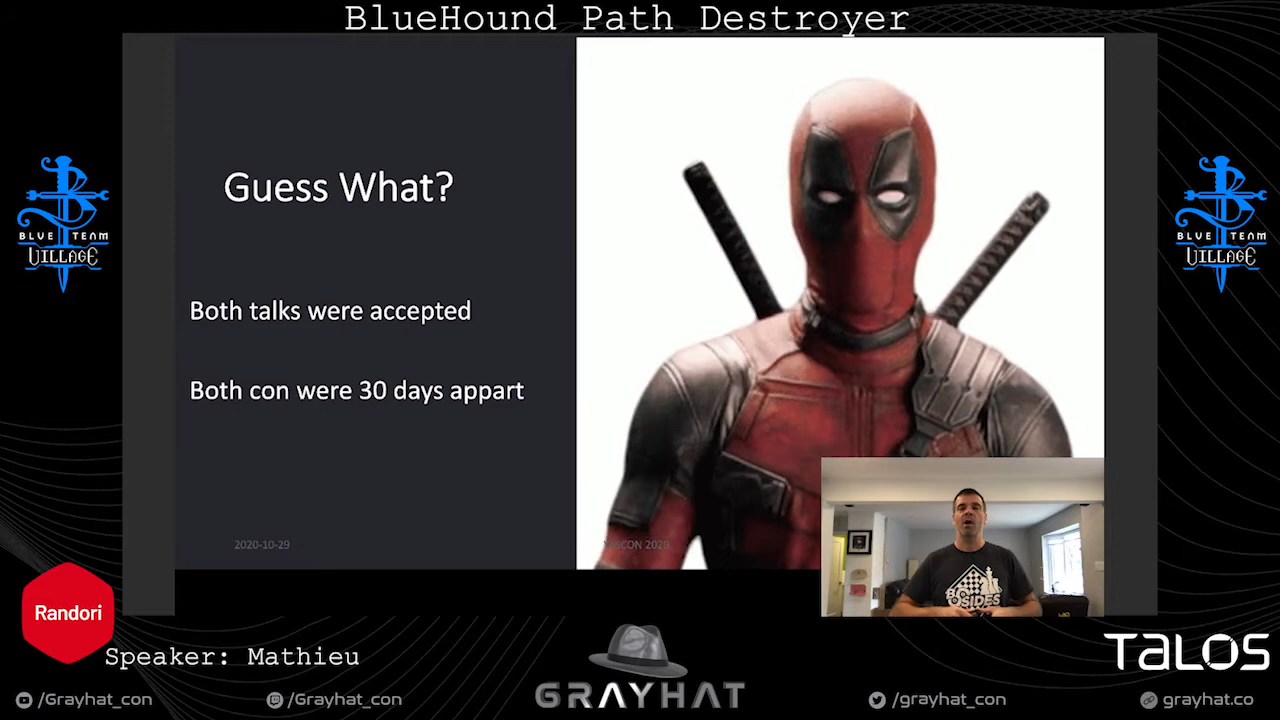 BlueHound Path Destroyer
Guess What?
Both talks were accepted
Both con were 30 days appart
2020-10-29
BLUE TEAM
VILLAGE
BLUE TEAM
VILLAGE
BSIDES
Randori
Speaker: Mathieu
GRAYHAT
TALOS
/Grayhat_con
/Grayhat_con
/grayhat_con
grayhat.co